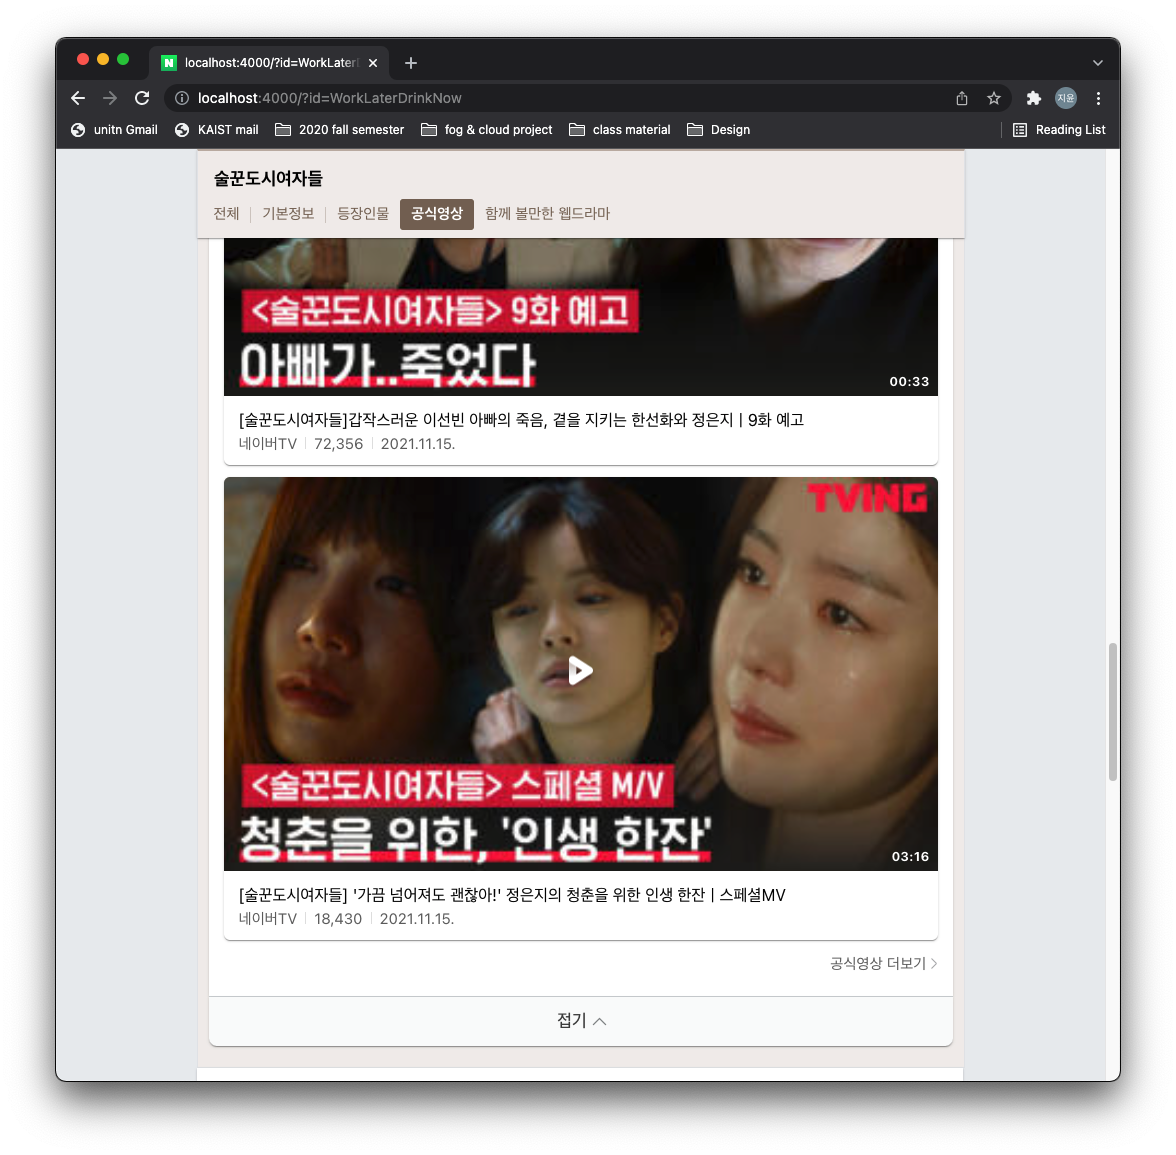 localhost:4000/?id=WorkLater
localhost:4000/?id=WorkLaterDrinkNow
지윤
unitn Gmail
KAIST mail
2020 fall semester
fog & cloud project
class material
Design
Reading List
술꾼도시여자들
전체
기본정보
등장인물
공식영상
함께 볼만한 웹드라마
<술꾼도시여자들> 9화 예고
아빠가..죽었다
00:33
[술꾼도시여자들]갑작스러운 이선빈 아빠의 죽음, 곁을 지키는 한선화와 정은지 | 9화 예고
네이버TV 72,356 2021.11.15.
TVING
<술꾼도시여자들> 스페셜 M/V
청춘을 위한, '인생 한잔'
03:16
[술꾼도시여자들] '가끔 넘어져도 괜찮아!' 정은지의 청춘을 위한 인생 한잔 | 스페셜MV
네이버TV 18,430 2021.11.15.
공식영상 더보기
접기